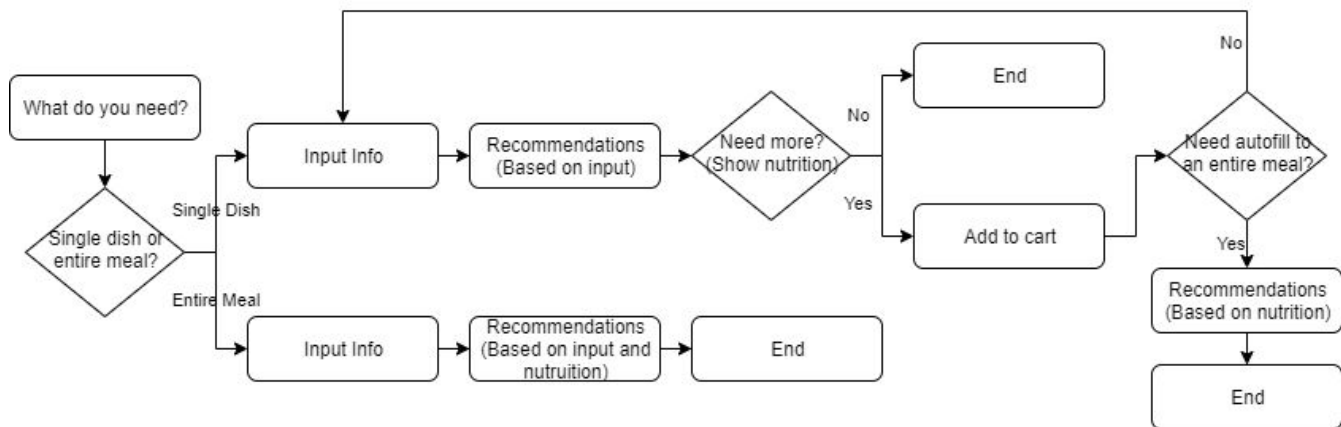 No
End
What do you need?
Input Info
Recommendations
(Based on input)
Need more?
(Show nutrition)
No
Need autofill to
an entire meal?
Yes
Single Dish
Single dish or
entire meal?
Add to cart
Yes
Entire Meal
Recommendations
(Based on nutrition)
Input Info
Recommendations
(Based on input and
nutruition)
End
End